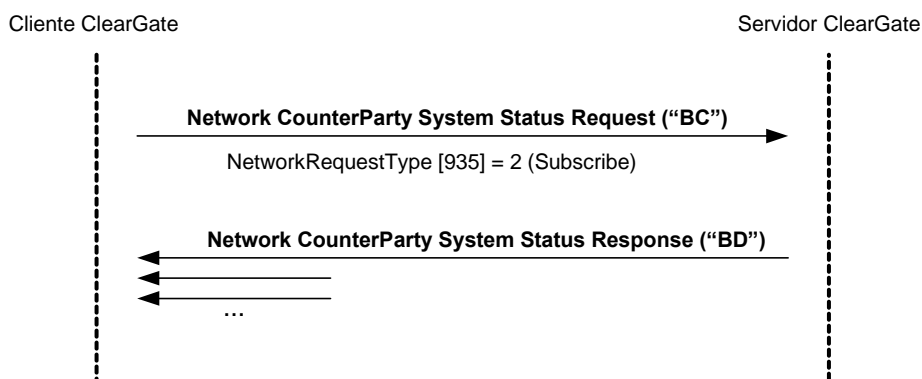 Cliente ClearGate
Servidor ClearGate
Network CounterParty System Status Request (“BC”)
NetworkRequestType [935] = 2 (Subscribe)
Network CounterParty System Status Response (“BD”)
...